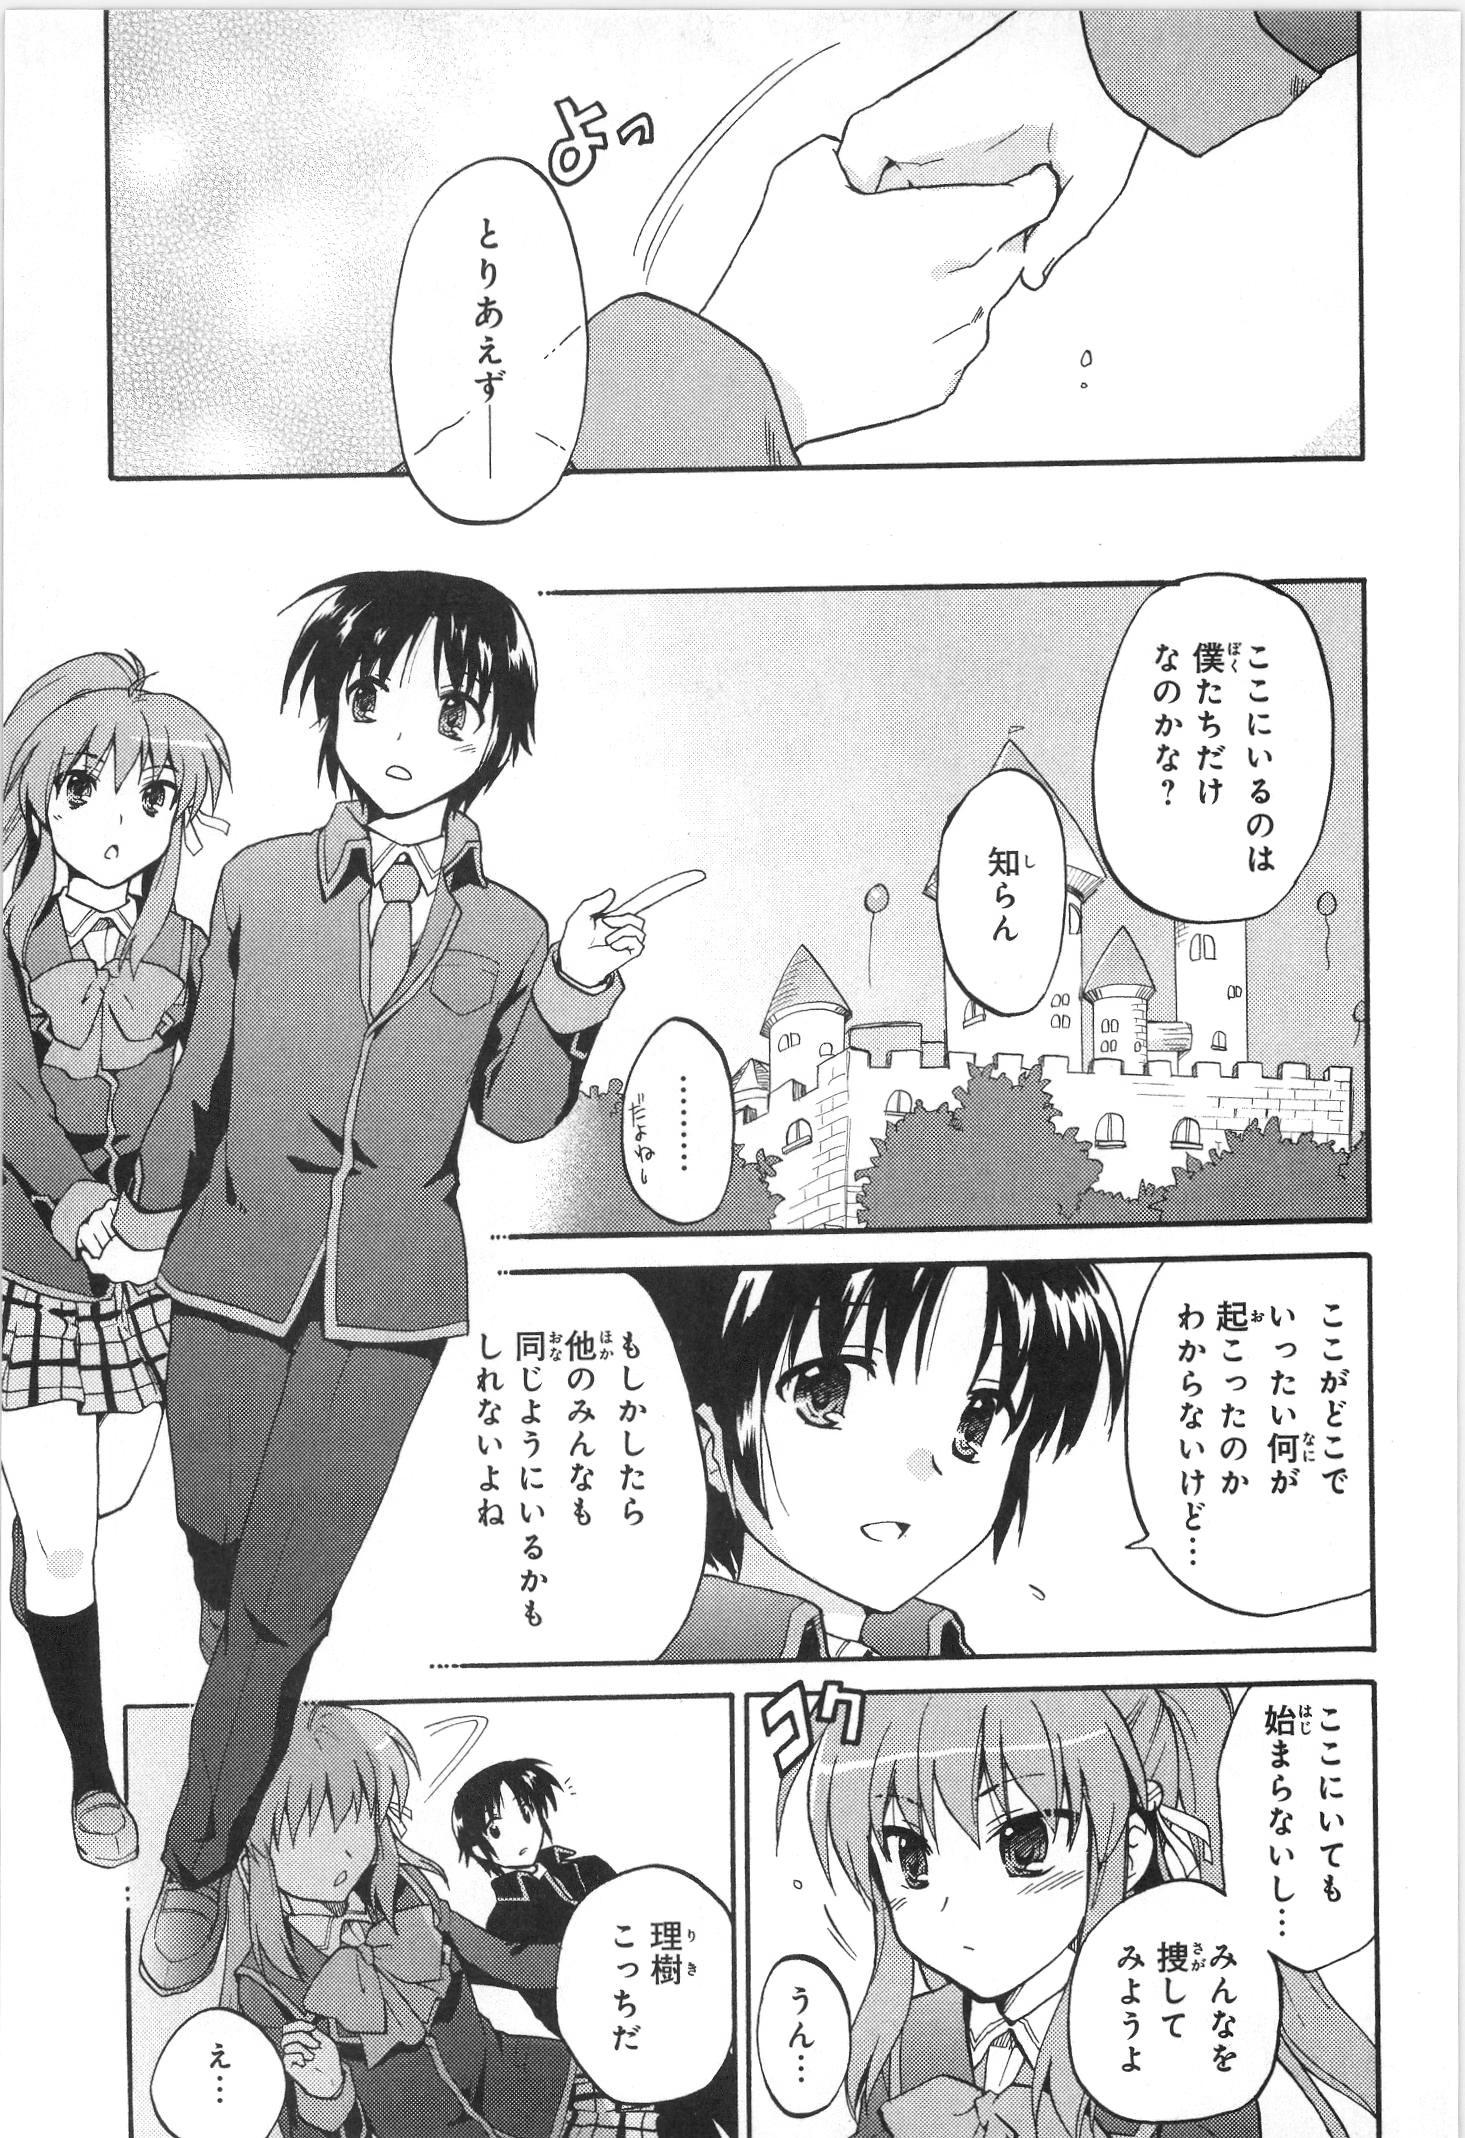 よっ
とりあえず――
ここにいるのは
僕たちだけ
なのかな?
知らん
………
だよねー
ここがどこで
いったい何が
起こったのか
わからないけど…
もしかしたら
他のみんなも
同じようにいるかも
しれないよね
ここにいても
始まらないし…
みんなを
捜して
みようよ
コク
うん…
理樹
こっちだ
え…